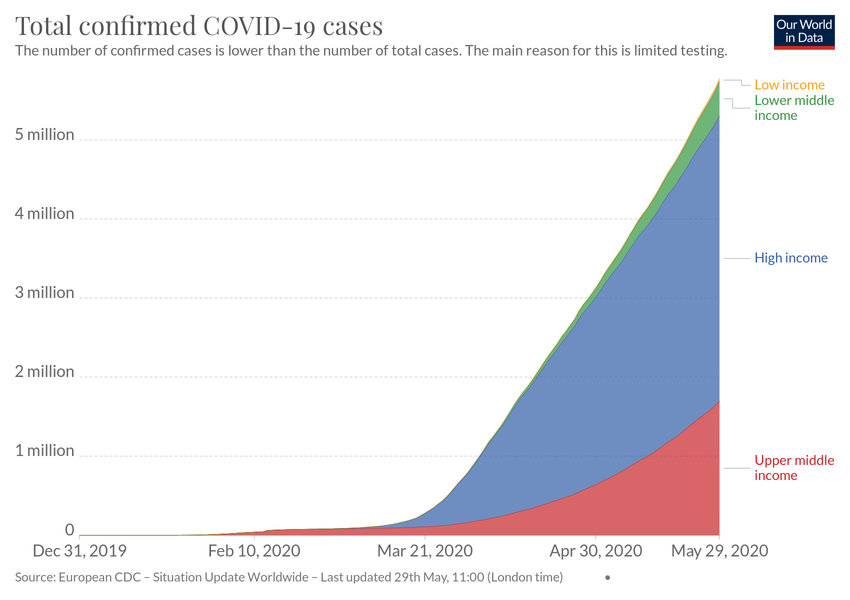 Total confirmed COVID-19 cases
Our World
in Data
The number of confirmed cases is lower than the number of total cases. The main reason for this is limited testing.
Low income
Lower middle
income
5 million
4 million
High income
3 million
2 million
1 million
Upper middle
income
0
Dec 31, 2019
Feb 10, 2020
Mar 21, 2020
Apr 30, 2020
May 29, 2020
Source: European CDC – Situation Update Worldwide – Last updated 29th May, 11:00 (London time)